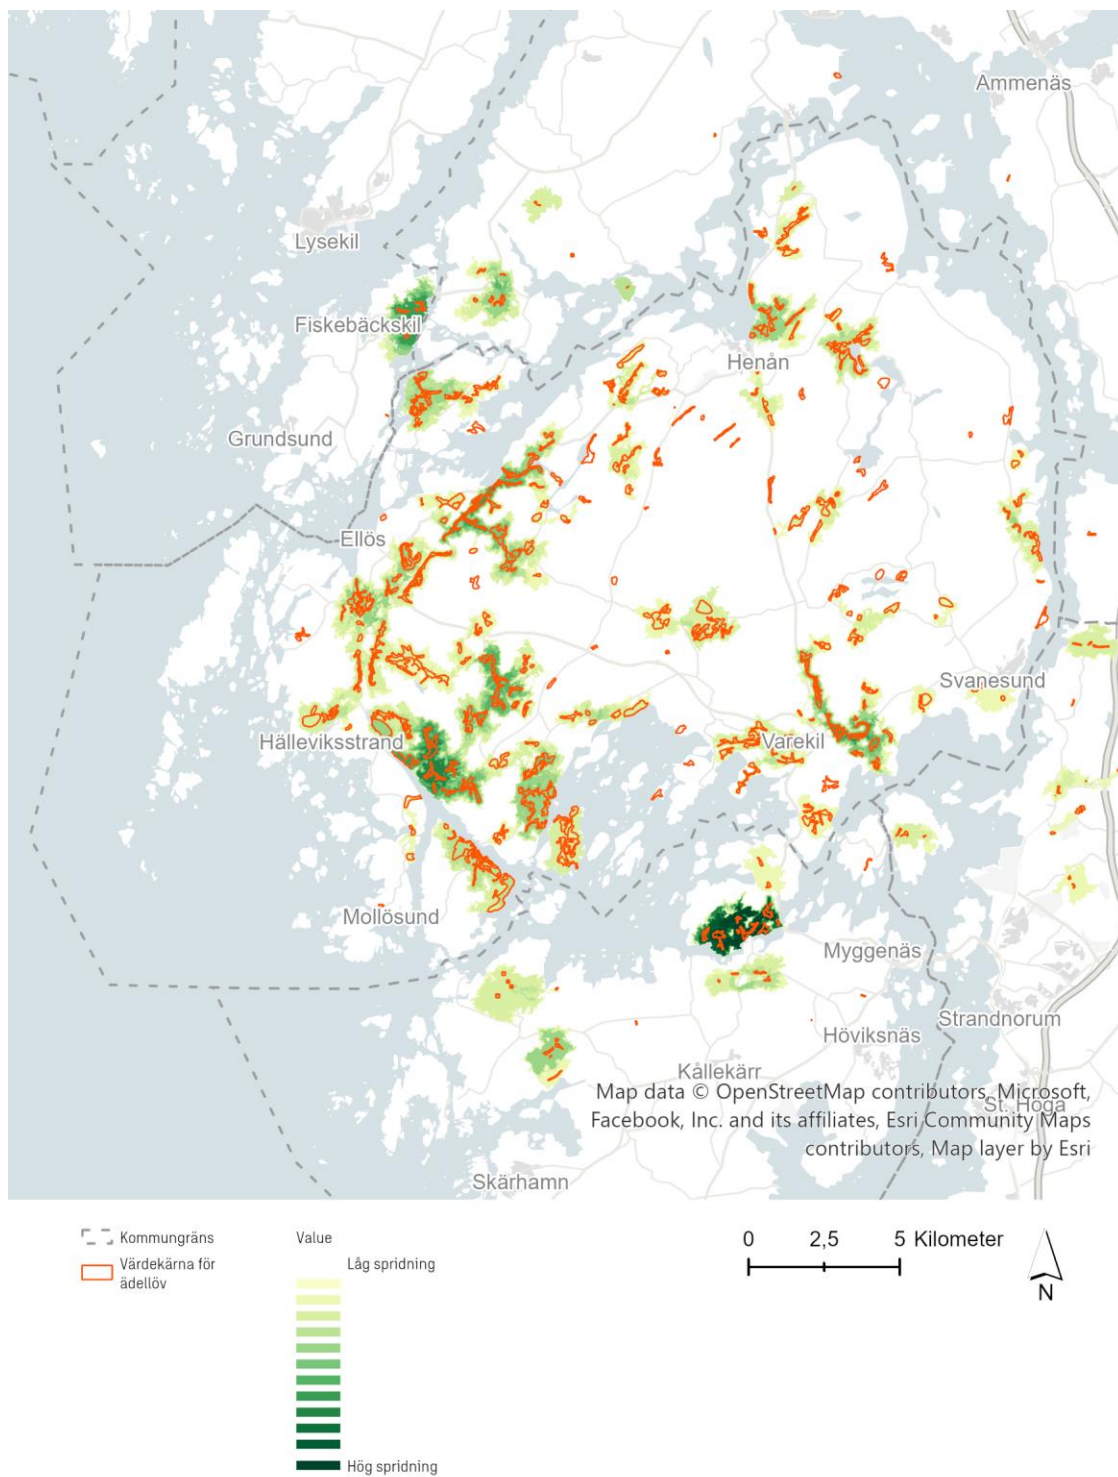 Ammenäs
Lysekil
Fiskebäckskil
Henån
Grundsund
Ellös
Svanesund
Hälleviksstrand
Varekil
Mollösund
Myggenäs
Strandnorum
Höviksnäs
Kållekärr
St. Höga
Map data © OpenStreetMap contributors, Microsoft,
Facebook, Inc. and its affiliates, Esri Community Maps
contributors, Map layer by Esri
Skärhamn
Kommungräns
Värdekärna för
ädellöv
Value
Låg spridning
Hög spridning
0 2,5 5 Kilometer
N